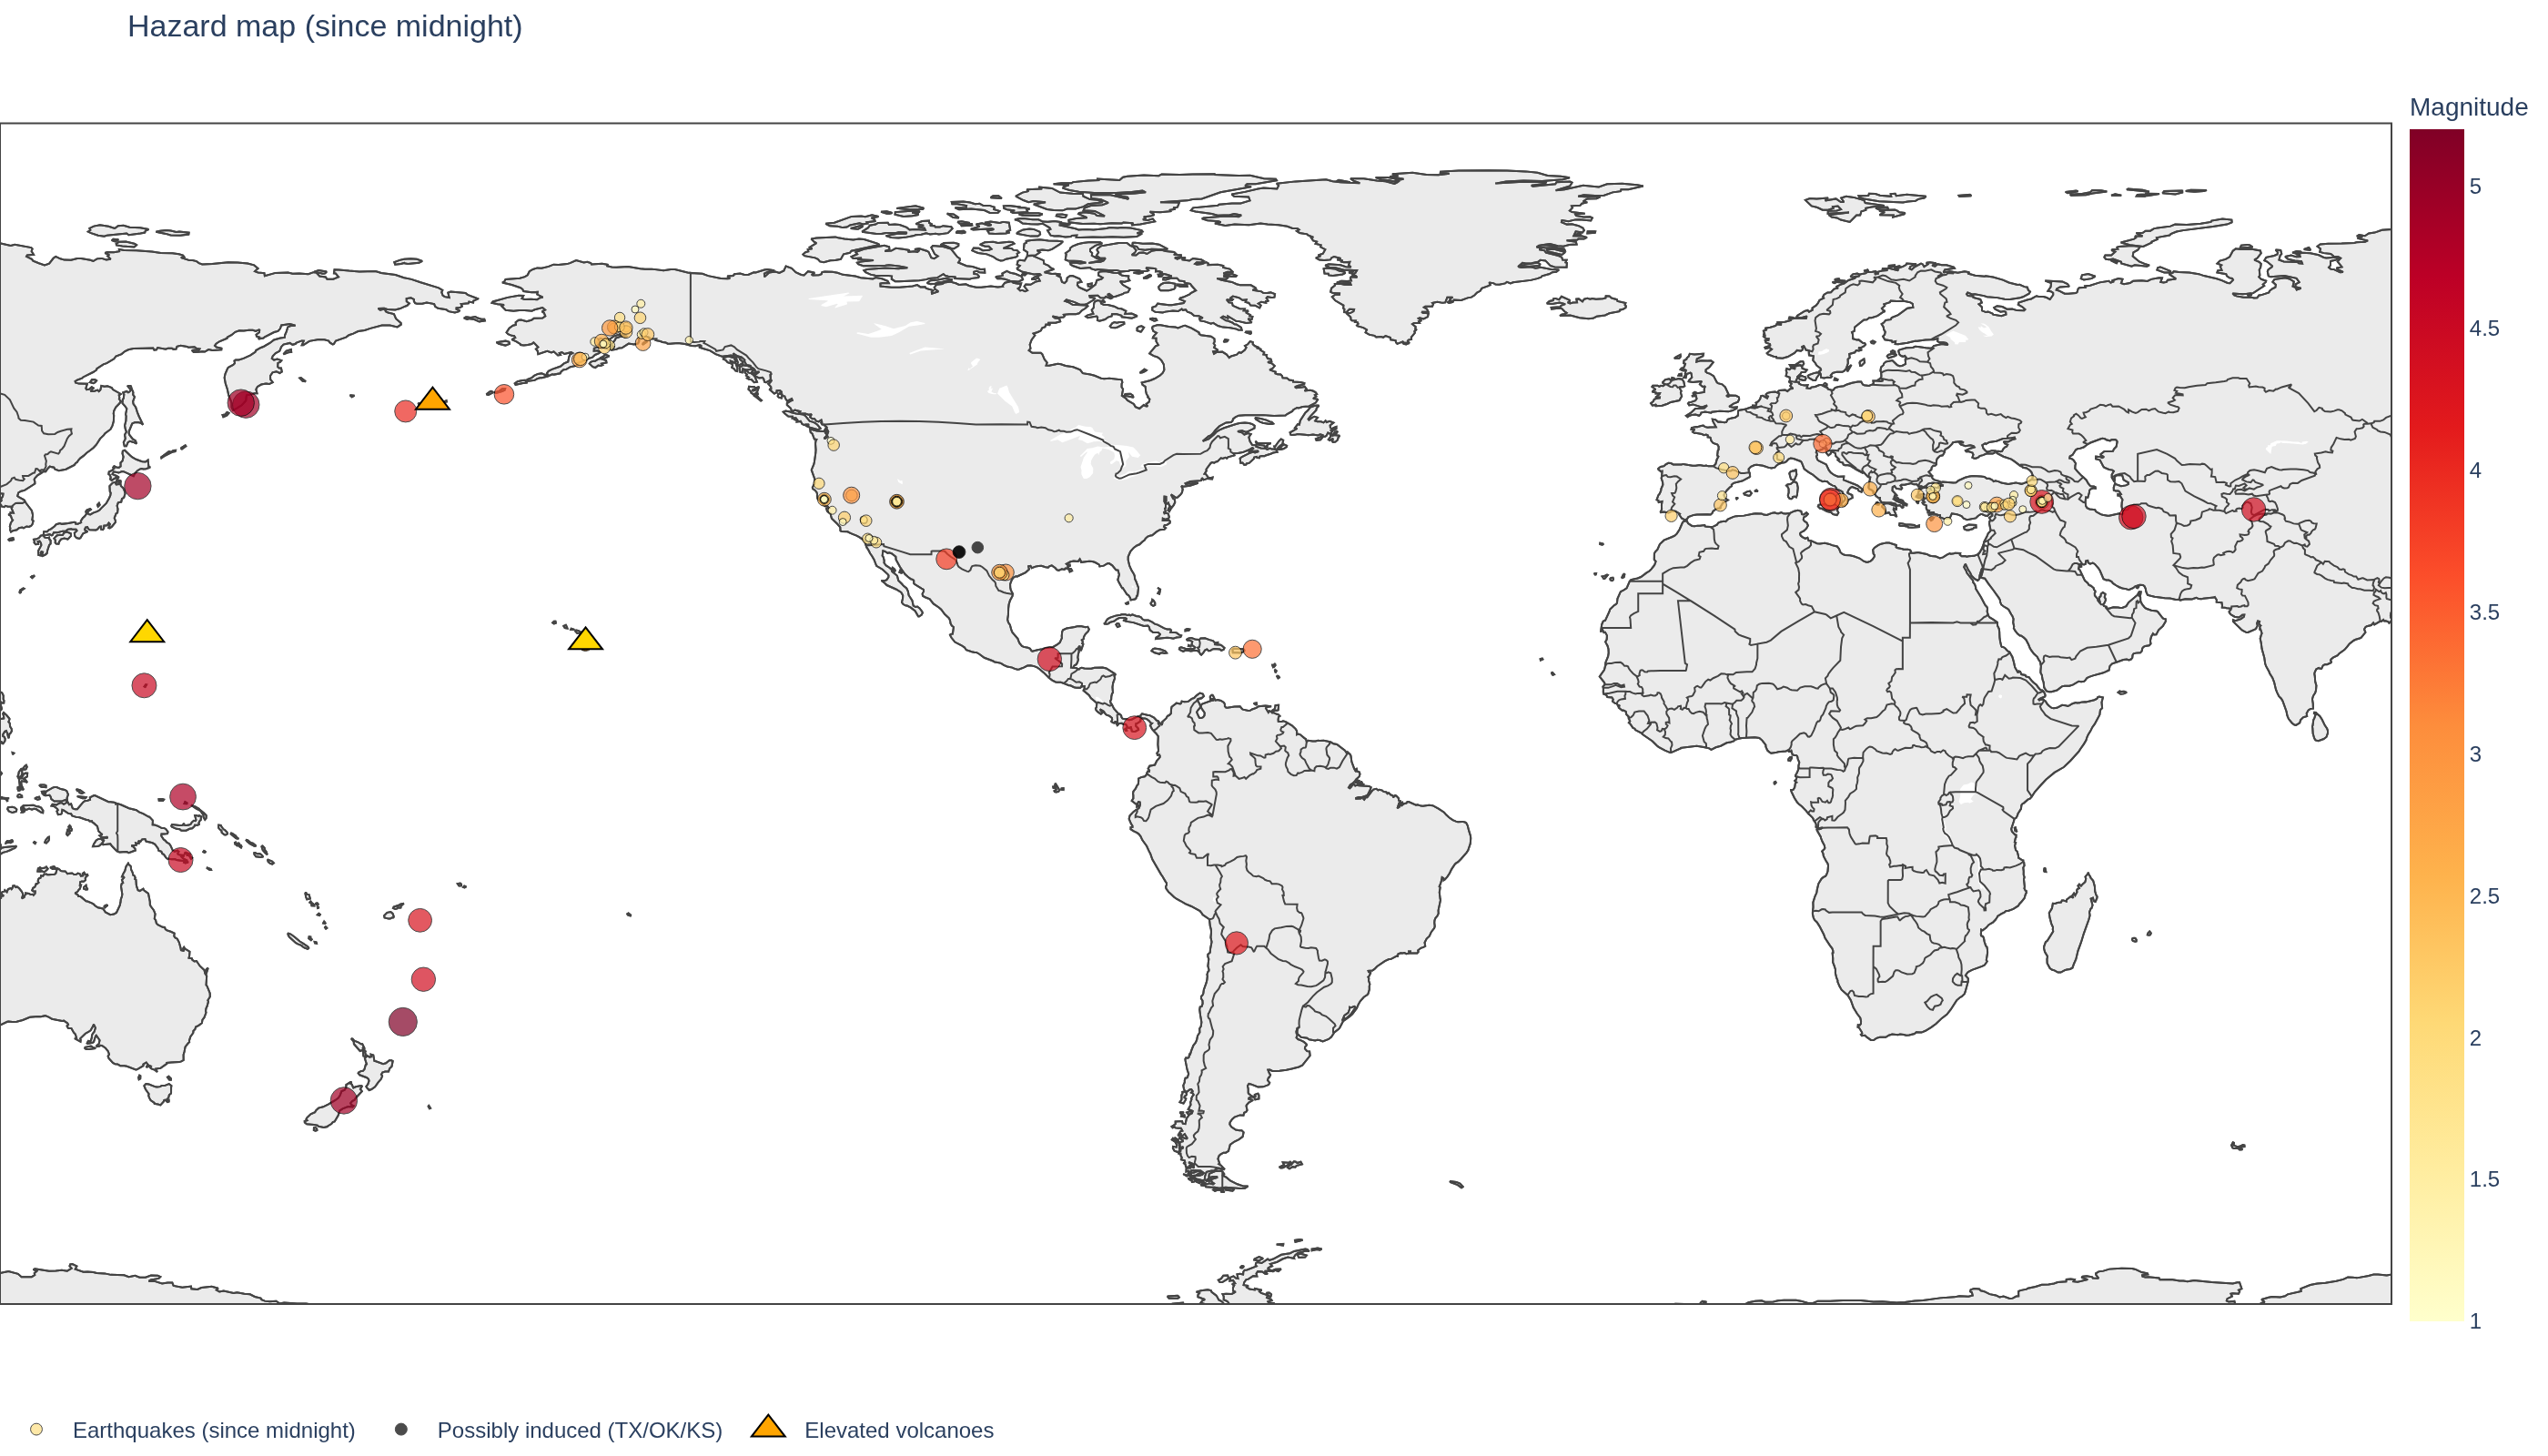 Hazard map (since midnight)
Magnitude
5
4.5
4
3.5
3
2.5
2
1.5
1
Earthquakes (since midnight)
Possibly induced (TX/OK/KS)
Elevated volcanoes